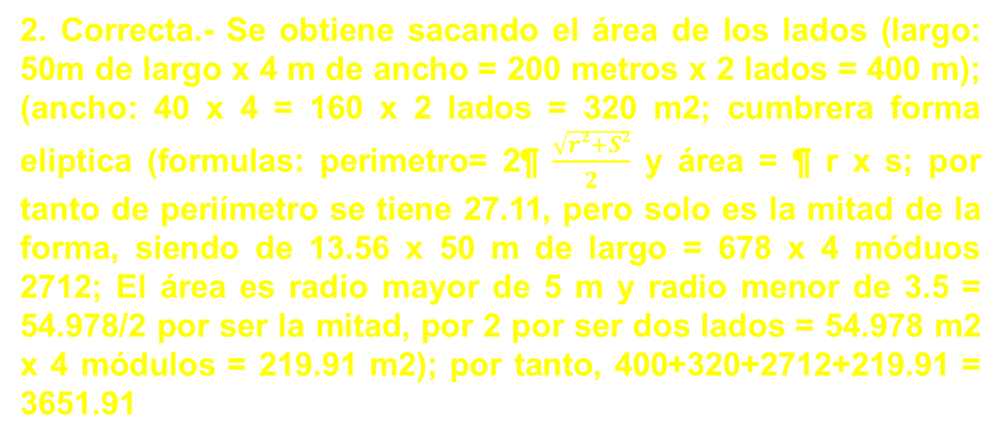 2. Correcta.- Se obtiene sacando el área de los lados (largo:
50m de largo x 4 m de ancho = 200 metros x 2 lados = 400 m);
(ancho: 40 x 4 = 160 x 2 lados = 320 m2; cumbrera forma
eliptica (formulas: perimetro= 2¶ √r²+S²/2 y área = ¶ r x s; por
tanto de periímetro se tiene 27.11, pero solo es la mitad de la
forma, siendo de 13.56 x 50 m de largo = 678 x 4 móduos
2712; El área es radio mayor de 5 m y radio menor de 3.5 =
54.978/2 por ser la mitad, por 2 por ser dos lados = 54.978 m2
x 4 módulos = 219.91 m2); por tanto, 400+320+2712+219.91 =
3651.91